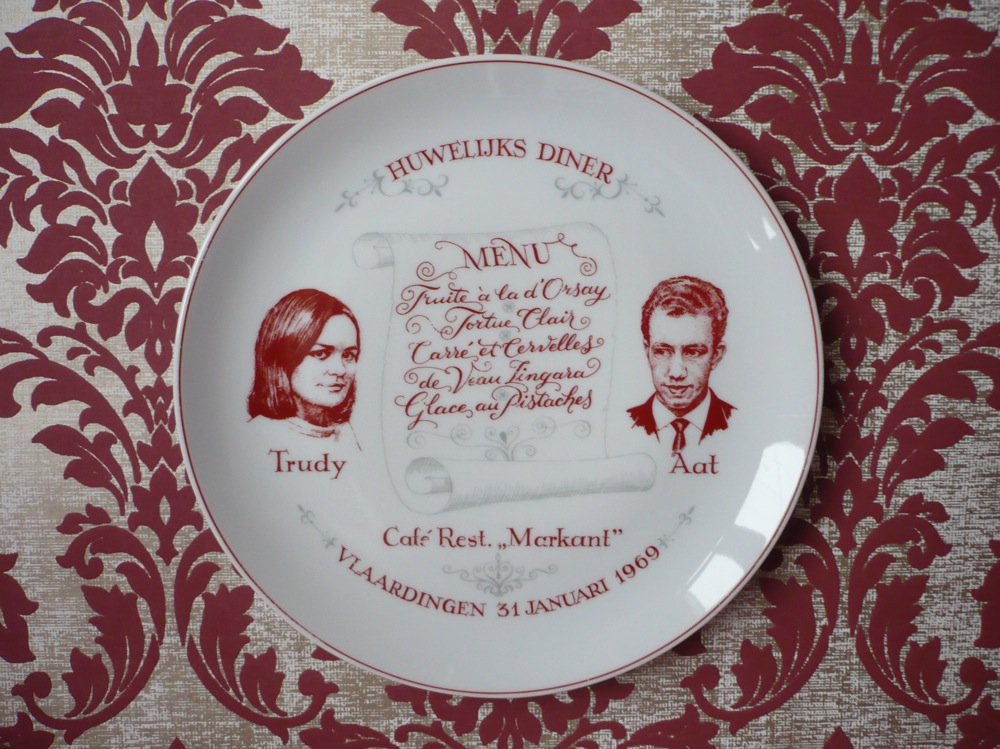 HUWELIJKS DINER
MENU
Truite à la d'Orsay
Tortue Clair
Carré et Cervelles
de Veau Zingara
Glace au Pistaches
Trudy
Aat
Café Rest. „Markant”
VLAARDINGEN 31 JANUARI 1969